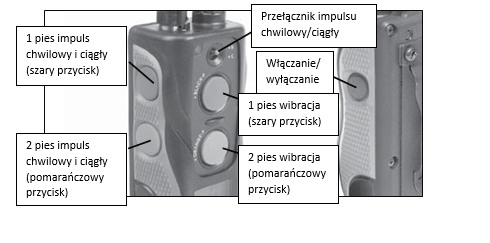 1 pies impuls
chwilowy i ciągły
(szary przycisk)
Przełącznik impulsu
chwilowy/ciągły
Włączanie/
wyłączanie
1 pies wibracja
(szary przycisk)
2 pies impuls
chwilowy i ciągły
(pomarańczowy
przycisk)
2 pies wibracja
(pomarańczowy
przycisk)